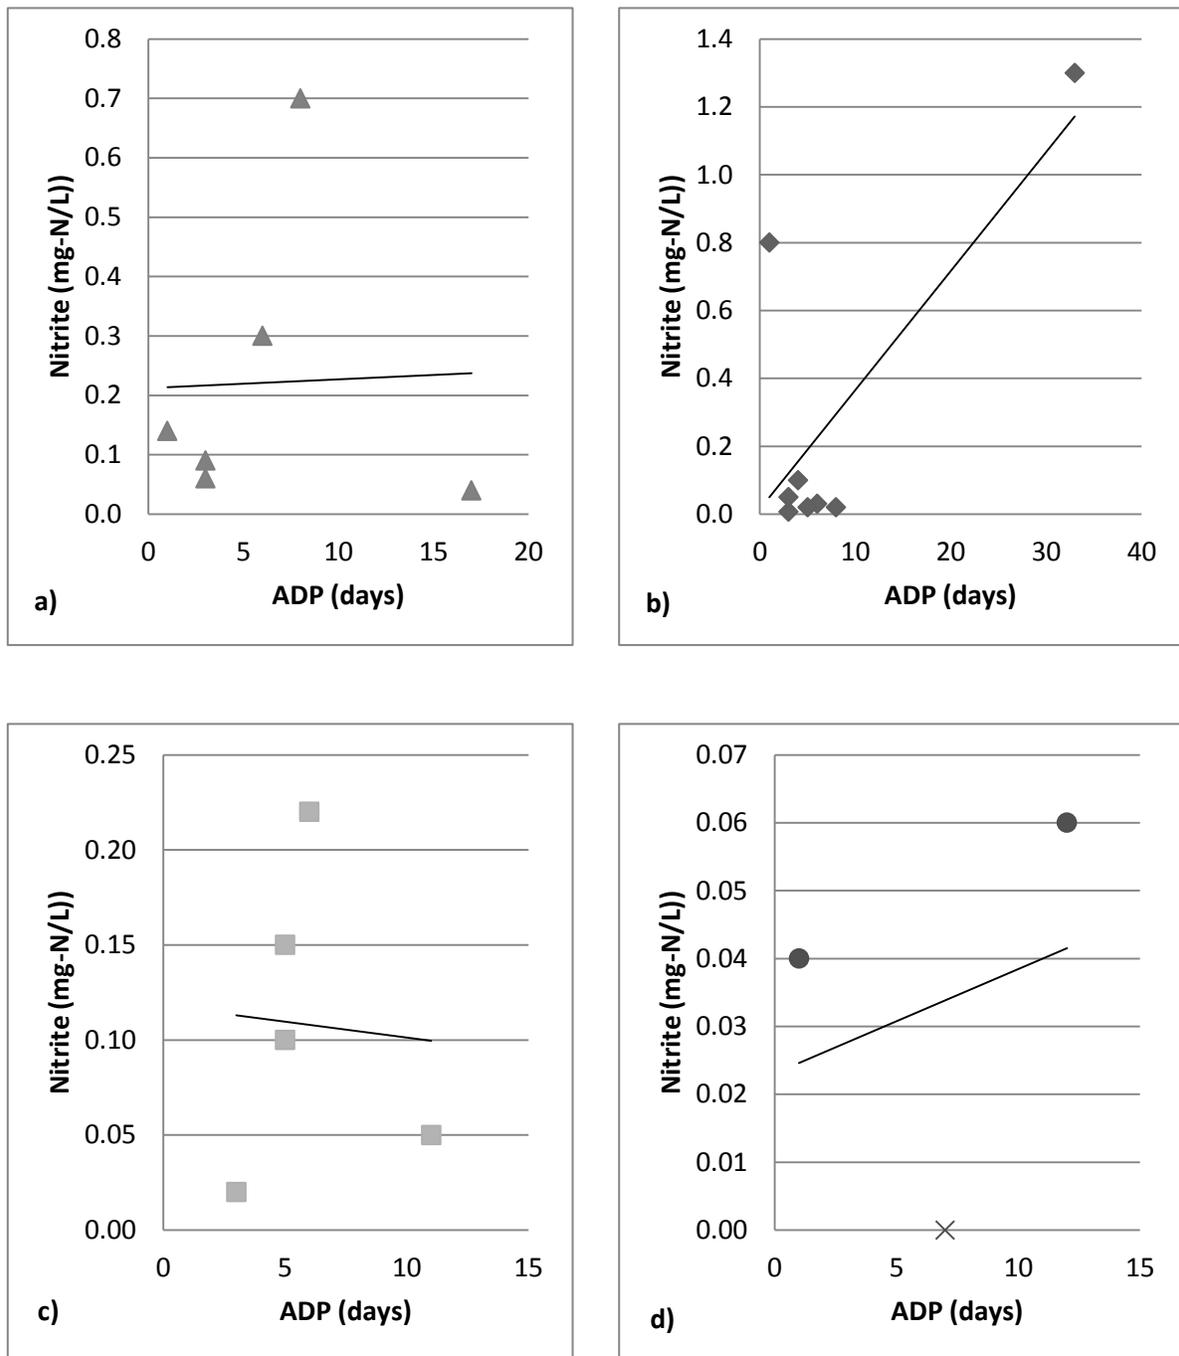 0.8
0.7
0.6
0.5
0.4
0.3
0.2
0.1
0.0
Nitrite (mg-N/L))
0 5 10 15 20
ADP (days)
a)
1.4
1.2
1.0
0.8
0.6
0.4
0.2
0.0
Nitrite (mg-N/L))
0 10 20 30 40
ADP (days)
b)
0.25
0.20
0.15
0.10
0.05
0.00
Nitrite (mg-N/L))
0 5 10 15
ADP (days)
c)
0.07
0.06
0.05
0.04
0.03
0.02
0.01
0.00
Nitrite (mg-N/L))
0 5 10 15
ADP (days)
d)